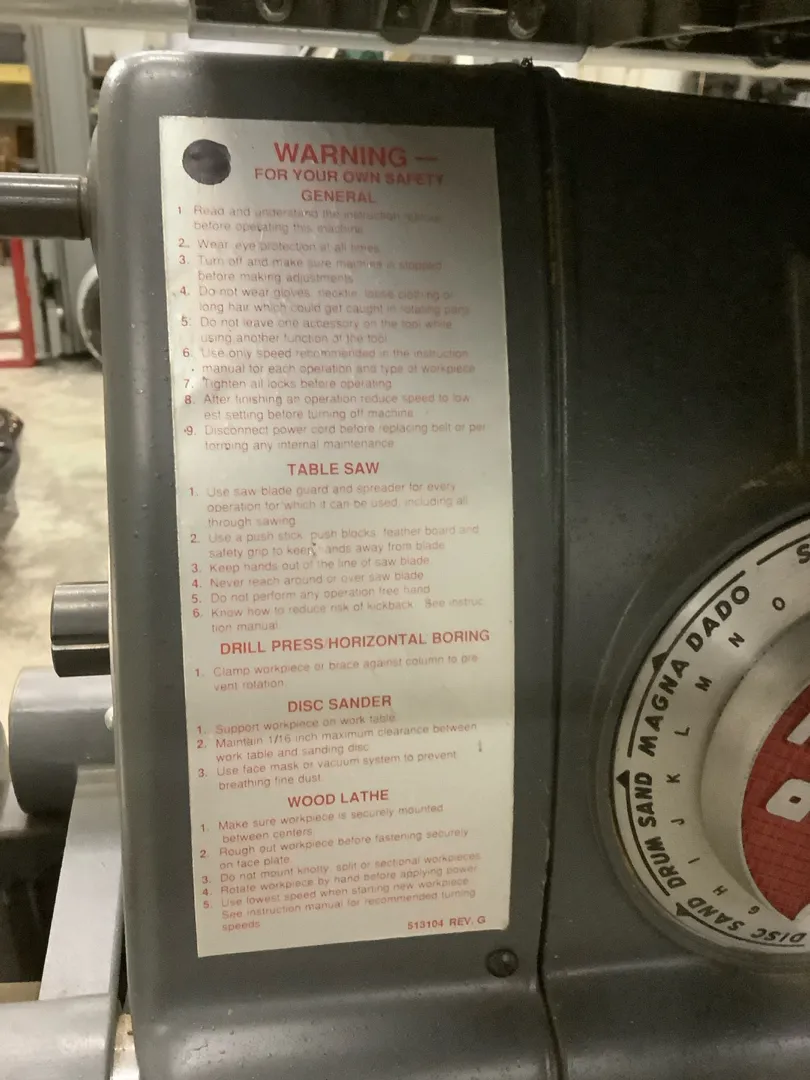 WARNING —
FOR YOUR OWN SAFETY
GENERAL
1. Read and understand the instruction manual
before operating this machine
2. Wear eye protection at all times
3. Turn off and make sure machine is stopped
before making adjustments
4. Do not wear gloves, necktie, loose clothing or
long hair which could get caught in rotating parts
5. Do not leave one accessory on the tool while
using another function of the tool
6. Use only speed recommended in the instruction
manual for each operation and type of workpiece
7. Tighten all locks before operating
8. After finishing an operation reduce speed to low
est setting before turning off machine
9. Disconnect power cord before replacing belt or per
forming any internal maintenance
TABLE SAW
1. Use saw blade guard and spreader for every
operation for which it can be used, including all
through sawing
2. Use a push stick, push blocks, feather board and
safety grip to keep hands away from blade
3. Keep hands out of the line of saw blade
4. Never reach around or over saw blade
5. Do not perform any operation free hand
6. Know how to reduce risk of kickback. See instruc
tion manual.
DRILL PRESS/HORIZONTAL BORING
1. Clamp workpiece or brace against column to pre-
vent rotation
DISC SANDER
1. Support workpiece on work table
2. Maintain 1/16 inch maximum clearance between
work table and sanding disc
3. Use face mask or vacuum system to prevent
breathing fine dust.
WOOD LATHE
1. Make sure workpiece is securely mounted
between centers
2. Rough out workpiece before fastening securely
on face plate.
3. Do not mount knotty, split or sectional workpieces
4. Rotate workpiece by hand before applying power
5. Use lowest speed when starting new workpiece
See instruction manual for recommended turning
speeds
513104 REV. G
DISC SAND DRUM SAND MAGNA DADO S
G H I J K L M N O